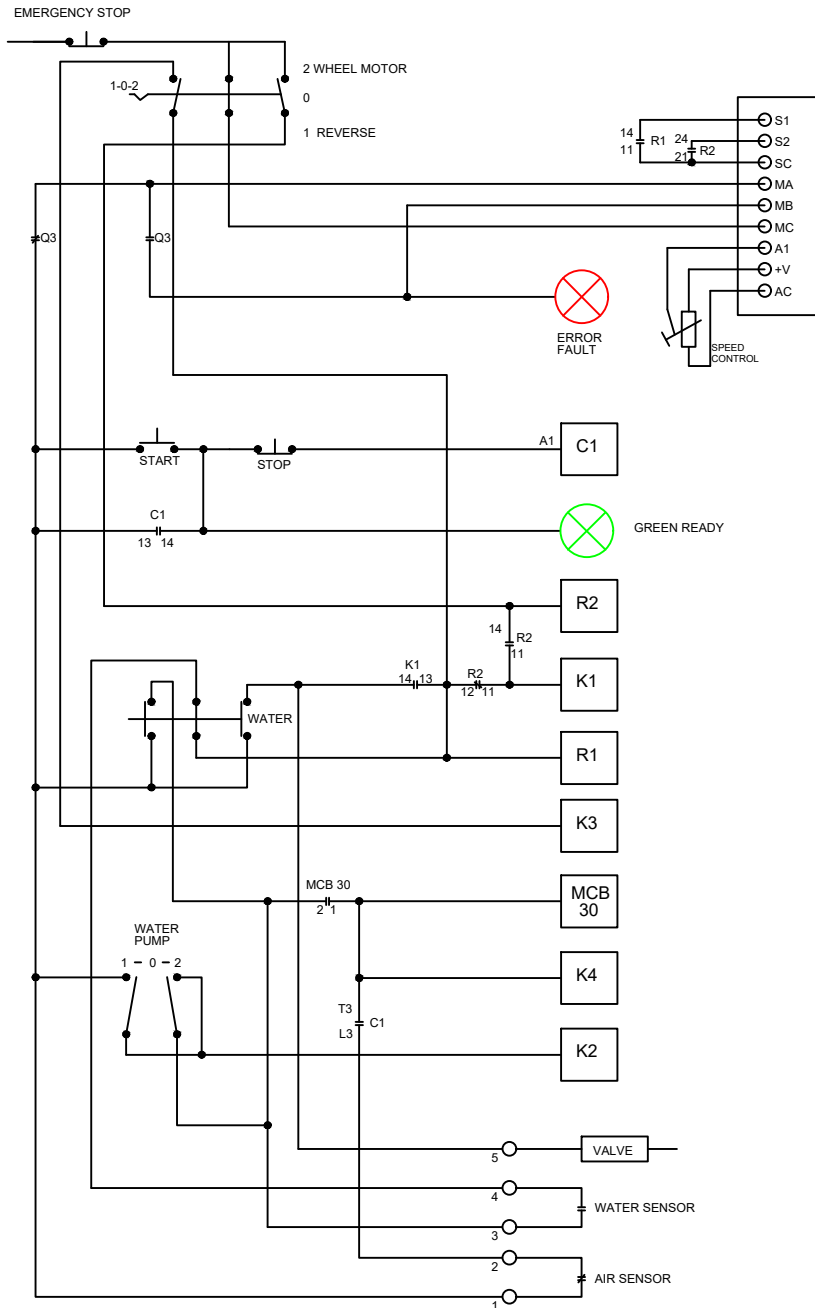 EMERGENCY STOP
2 WHEEL MOTOR
1-0-2
0
1 REVERSE
14
11
R1
24
21
R2
S1
S2
SC
MA
MB
MC
A1
+V
AC
Q3
Q3
ERROR
FAULT
SPEED
CONTROL
START
STOP
A1
C1
C1
13 14
GREEN READY
R2
14
R2
11
K1
14 13
R2
12 11
K1
WATER
R1
K3
MCB 30
2 1
MCB
30
WATER
PUMP
1 - 0 - 2
K4
T3
L3
C1
K2
5
VALVE
4
WATER SENSOR
3
2
AIR SENSOR
1